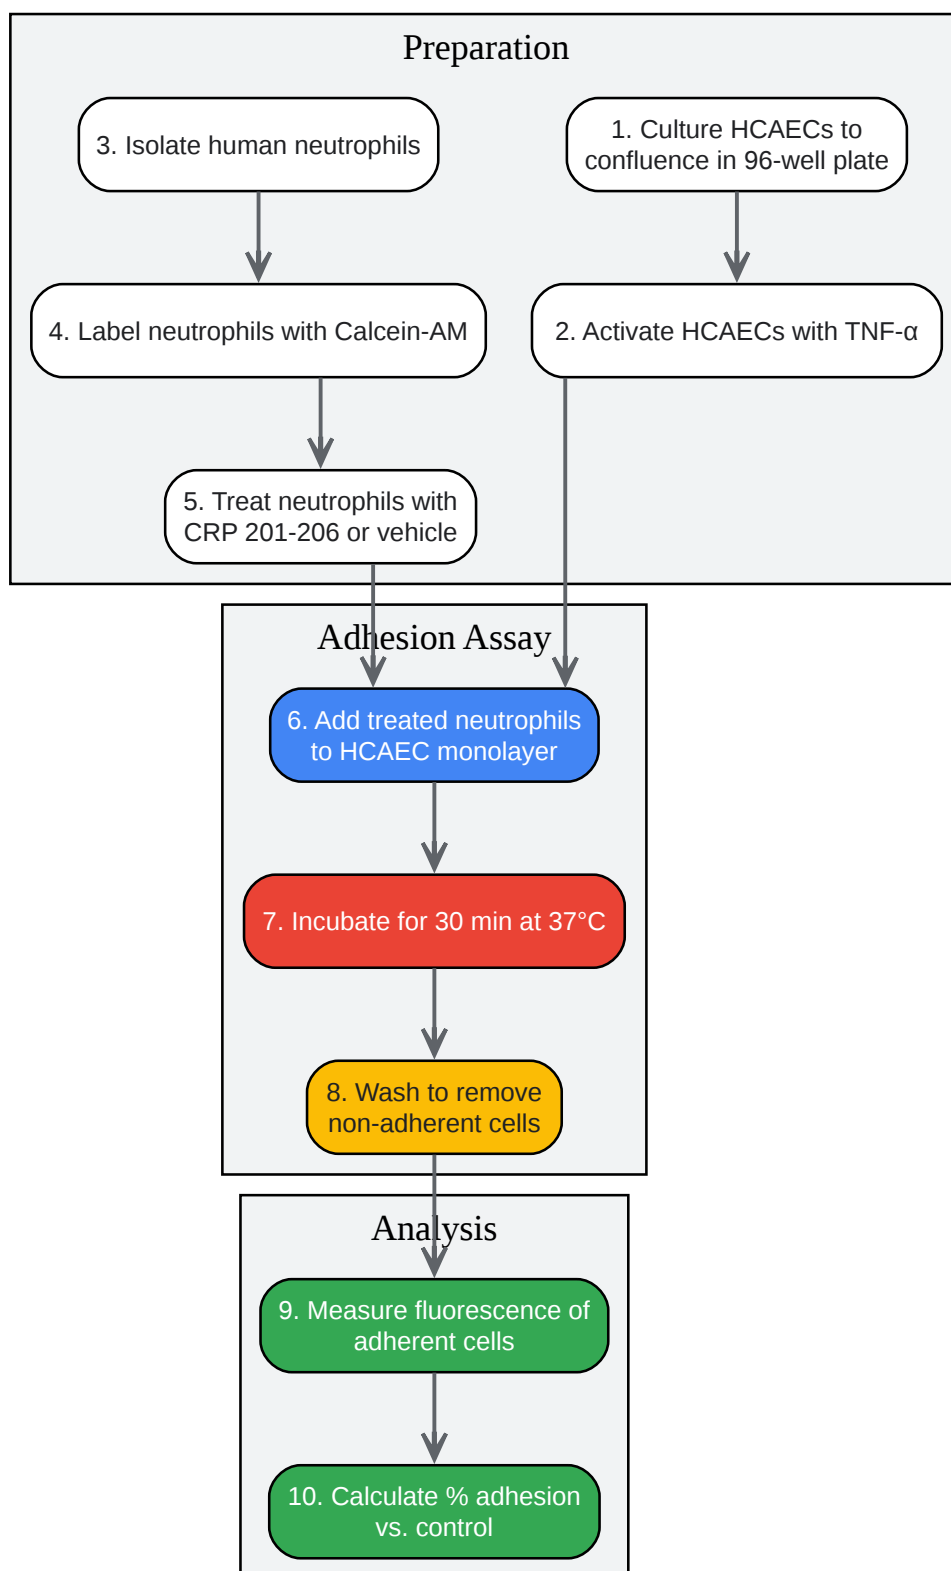 Preparation
3. Isolate human neutrophils
1. Culture HCAECs to
confluence in 96-well plate
4. Label neutrophils with Calcein-AM
2. Activate HCAECs with TNF-α
5. Treat neutrophils with
CRP 201-206 or vehicle
Adhesion Assay
6. Add treated neutrophils
to HCAEC monolayer
7. Incubate for 30 min at 37°C
8. Wash to remove
non-adherent cells
Analysis
9. Measure fluorescence of
adherent cells
10. Calculate % adhesion
vs. control